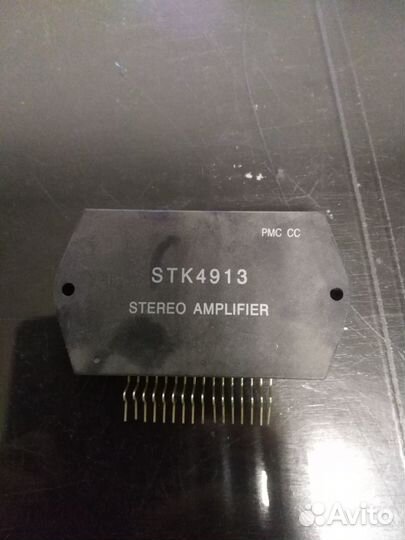 PMC CC
STK4913
STEREO AMPLIFIER
Avito